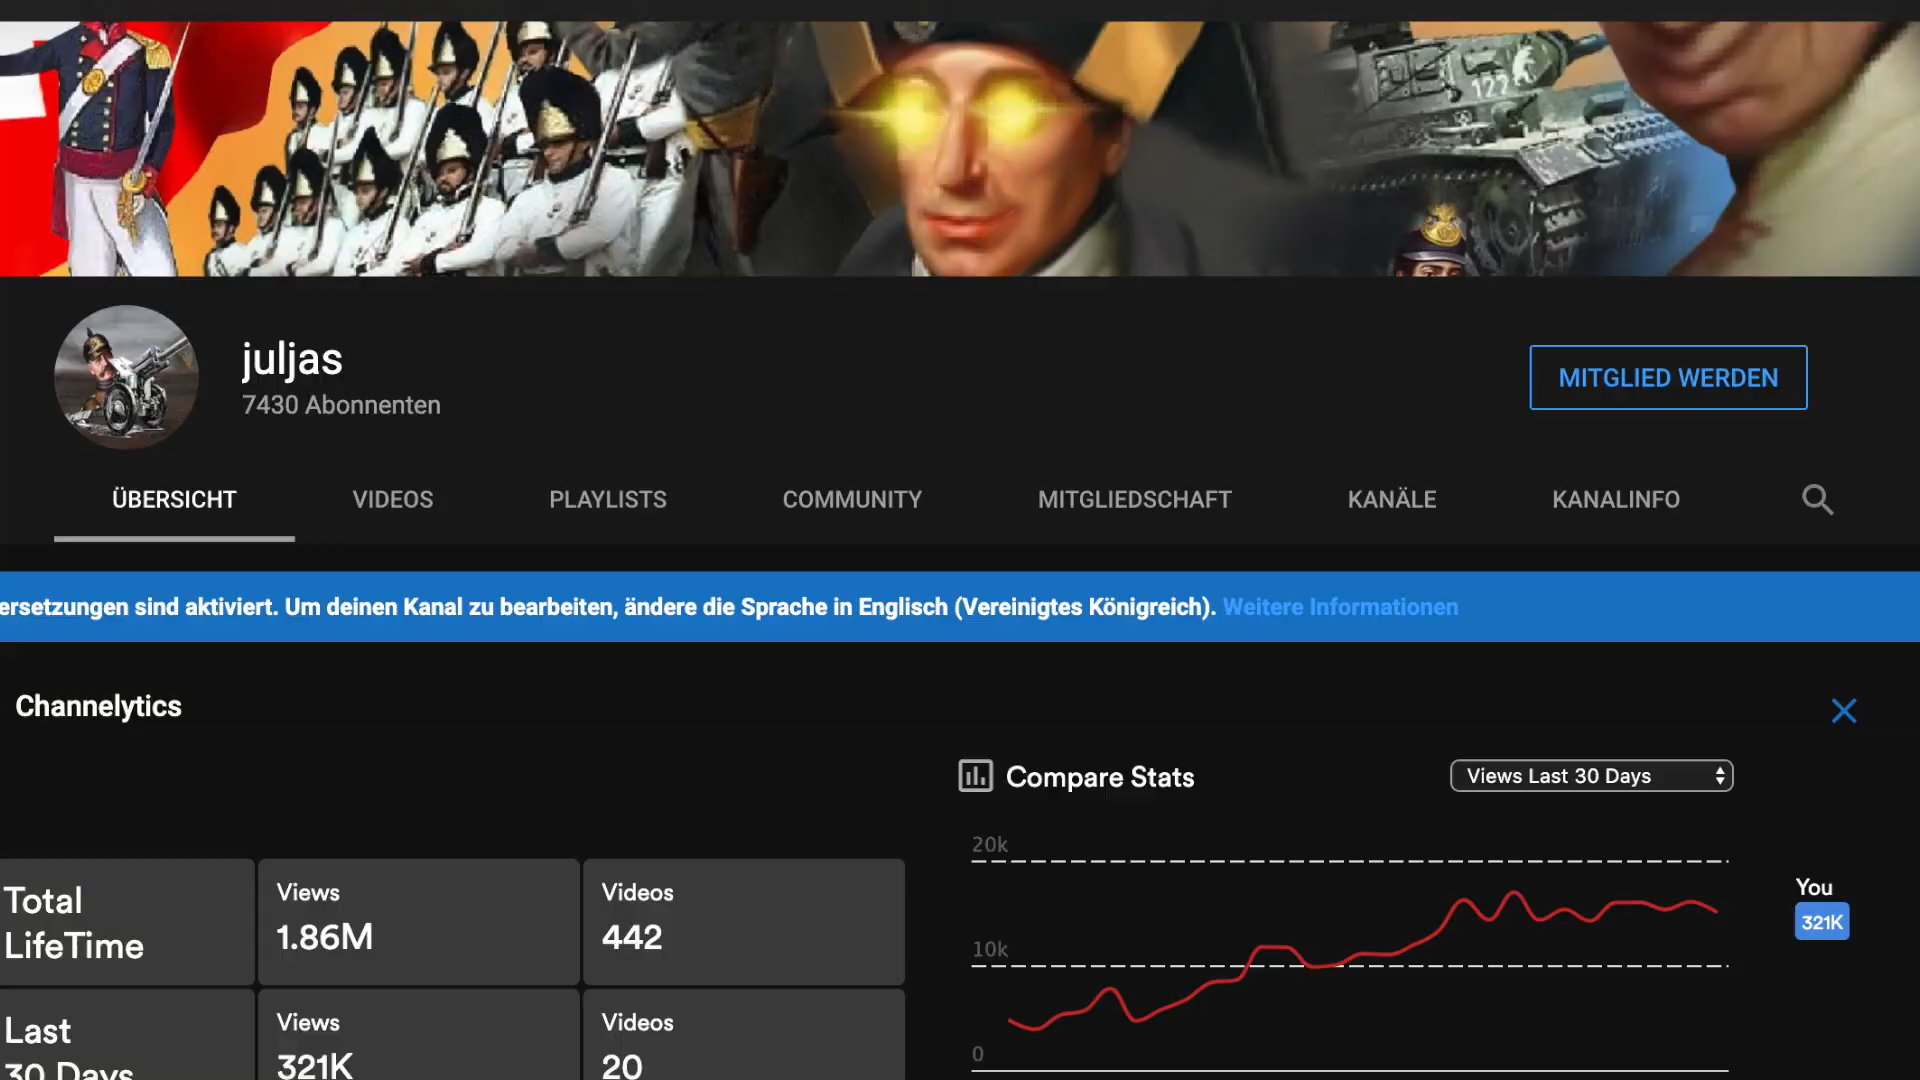 122
juljas
7430 Abonnenten
MITGLIED WERDEN
ÜBERSICHT VIDEOS PLAYLISTS COMMUNITY MITGLIEDSCHAFT KANÄLE KANALINFO
ersetzungen sind aktiviert. Um deinen Kanal zu bearbeiten, ändere die Sprache in Englisch (Vereinigtes Königreich). Weitere Informationen
Channelytics
Compare Stats
Views Last 30 Days
20k
10k
0
You
321K
Total
LifeTime
Views
1.86M
Videos
442
Last
30 Days
Views
321K
Videos
20